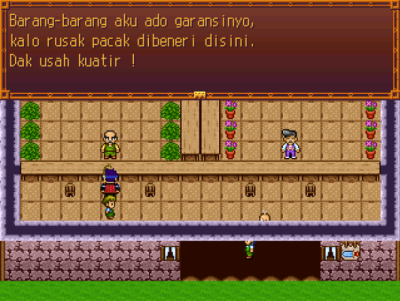 Barang-barang aku ado garansinyo,
kalo rusak pacak dibeneri disini.
Dak usah kuatir !